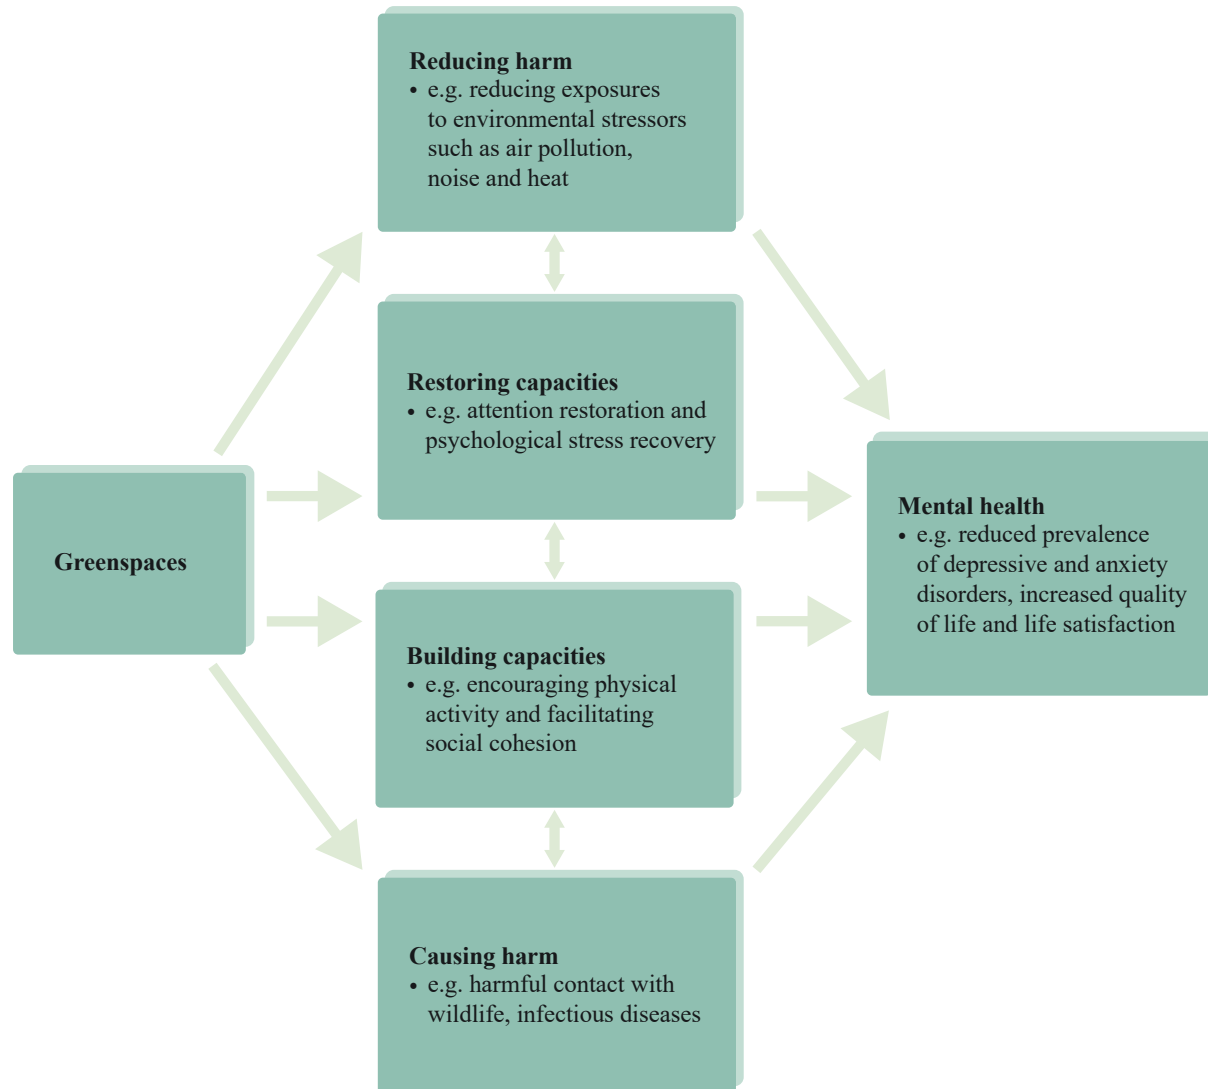 Reducing harm
• e.g. reducing exposures
to environmental stressors
such as air pollution,
noise and heat
Restoring capacities
• e.g. attention restoration and
psychological stress recovery
Greenspaces
Mental health
• e.g. reduced prevalence
of depressive and anxiety
disorders, increased quality
of life and life satisfaction
Building capacities
• e.g. encouraging physical
activity and facilitating
social cohesion
Causing harm
• e.g. harmful contact with
wildlife, infectious diseases